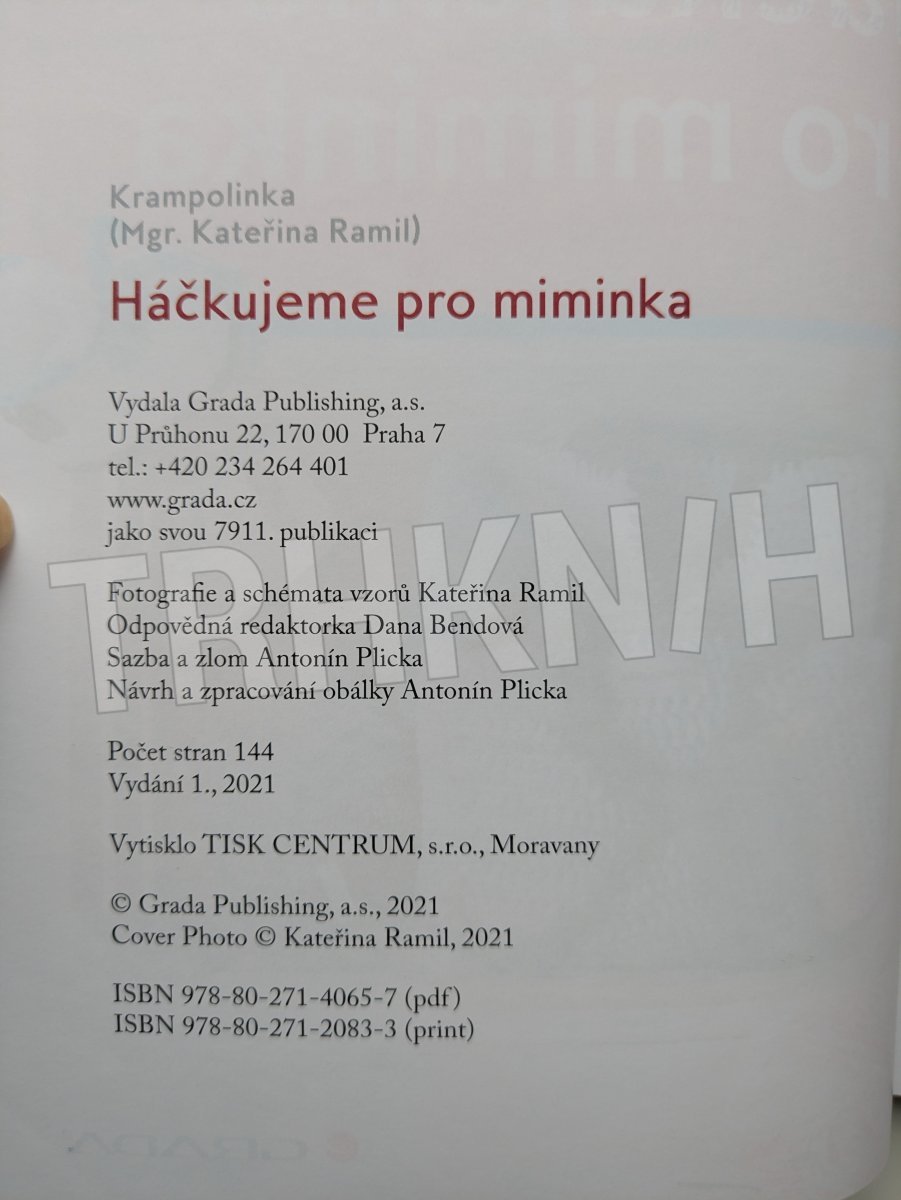 Krampolinka
(Mgr. Kateřina Ramil)
Háčkujeme pro miminka
Vydala Grada Publishing, a.s.
U Průhonu 22, 170 00 Praha 7
tel.: +420 234 264 401
www.grada.cz
jako svou 7911. publikaci
TRHKNIH
Fotografie a schémata vzorů Kateřina Ramil
Odpovědná redaktorka Dana Bendová
Sazba a zlom Antonín Plicka
Návrh a zpracování obálky Antonín Plicka
Počet stran 144
Vydání 1., 2021
Vytisklo TISK CENTRUM, s.r.o., Moravany
© Grada Publishing, a.s., 2021
Cover Photo © Kateřina Ramil, 2021
ISBN 978-80-271-4065-7 (pdf)
ISBN 978-80-271-2083-3 (print)